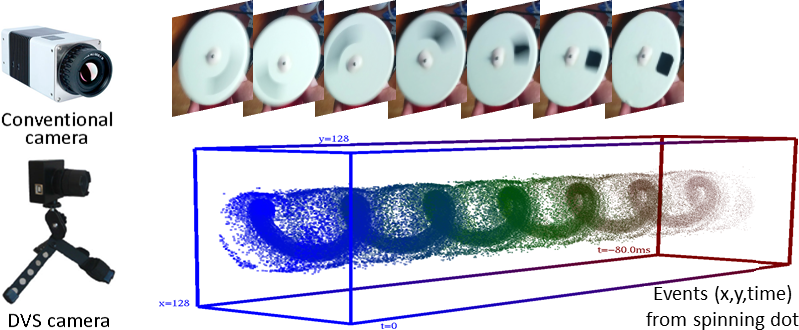 Conventional
camera
y=128
t=-80.0ms
x=128
t=0
DVS camera
Events (x,y,time)
from spinning dot